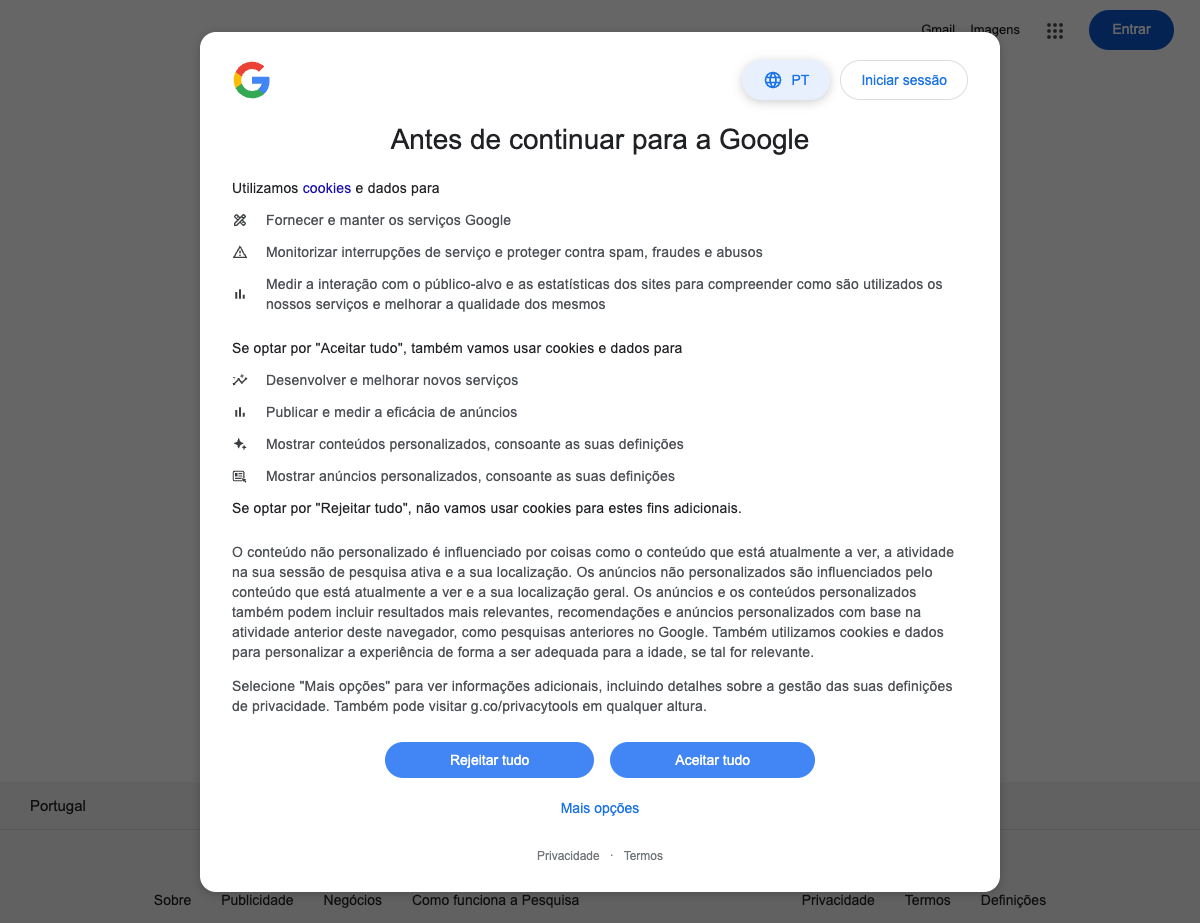 Gmail Imagens Entrar
PT Iniciar sessão
Antes de continuar para a Google
Utilizamos cookies e dados para
Fornecer e manter os serviços Google
Monitorizar interrupções de serviço e proteger contra spam, fraudes e abusos
Medir a interação com o público-alvo e as estatísticas dos sites para compreender como são utilizados os
nossos serviços e melhorar a qualidade dos mesmos
Se optar por "Aceitar tudo", também vamos usar cookies e dados para
Desenvolver e melhorar novos serviços
Publicar e medir a eficácia de anúncios
Mostrar conteúdos personalizados, consoante as suas definições
Mostrar anúncios personalizados, consoante as suas definições
Se optar por "Rejeitar tudo", não vamos usar cookies para estes fins adicionais.
O conteúdo não personalizado é influenciado por coisas como o conteúdo que está atualmente a ver, a atividade
na sua sessão de pesquisa ativa e a sua localização. Os anúncios não personalizados são influenciados pelo
conteúdo que está atualmente a ver e a sua localização geral. Os anúncios e os conteúdos personalizados
também podem incluir resultados mais relevantes, recomendações e anúncios personalizados com base na
atividade anterior deste navegador, como pesquisas anteriores no Google. Também utilizamos cookies e dados
para personalizar a experiência de forma a ser adequada para a idade, se tal for relevante.
Selecione "Mais opções" para ver informações adicionais, incluindo detalhes sobre a gestão das suas definições
de privacidade. Também pode visitar g.co/privacytools em qualquer altura.
Rejeitar tudo Aceitar tudo
Portugal
Mais opções
Privacidade · Termos
Sobre Publicidade Negócios Como funciona a Pesquisa Privacidade Termos Definições